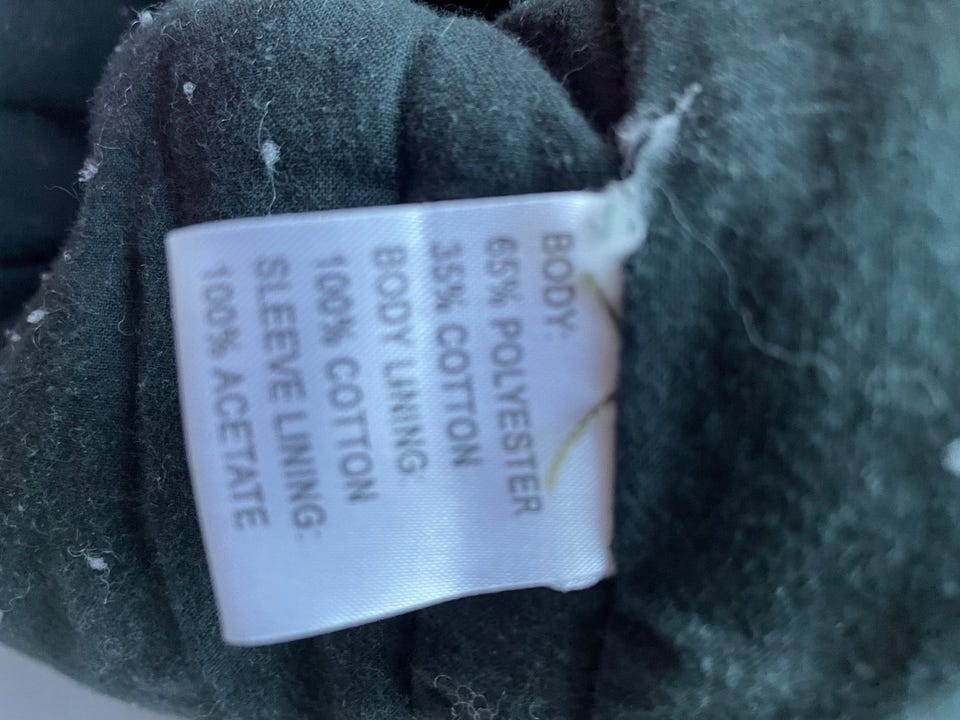 BODY:
65% POLYESTER
35% COTTON
BODY LINING:
100% COTTON
SLEEVE LINING:
100% ACETATE